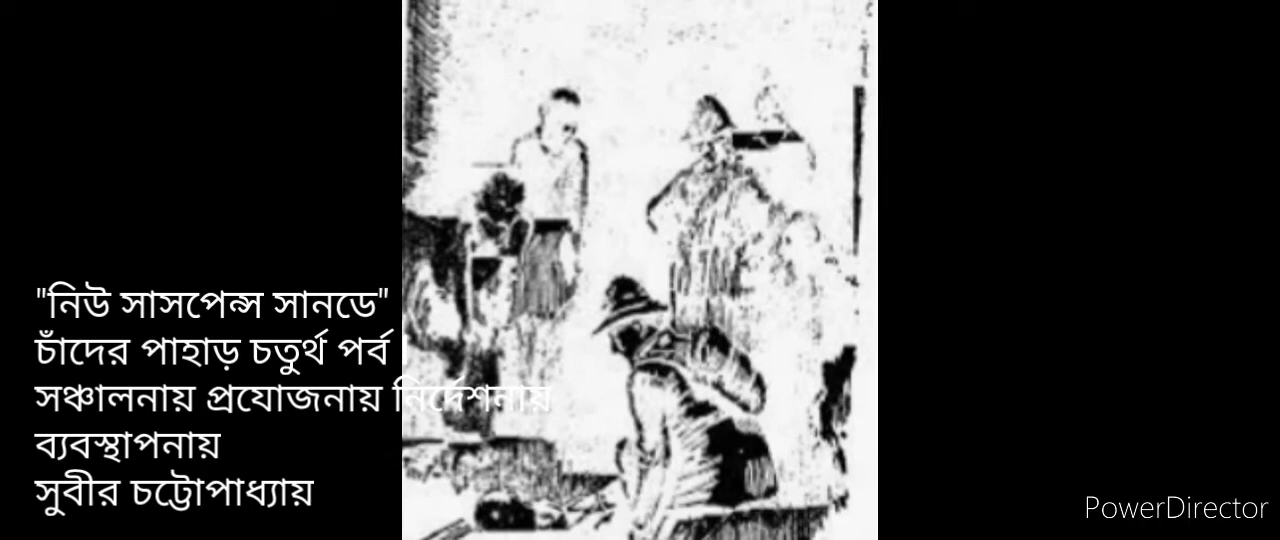 "নিউ সাসপেন্স সানডে"
চাঁদের পাহাড় চতুর্থ পর্ব
সঞ্চালনায় প্রযোজনায় নির্দেশনায়
ব্যবস্থাপনায়
সুবীর চট্টোপাধ্যায়
PowerDirector